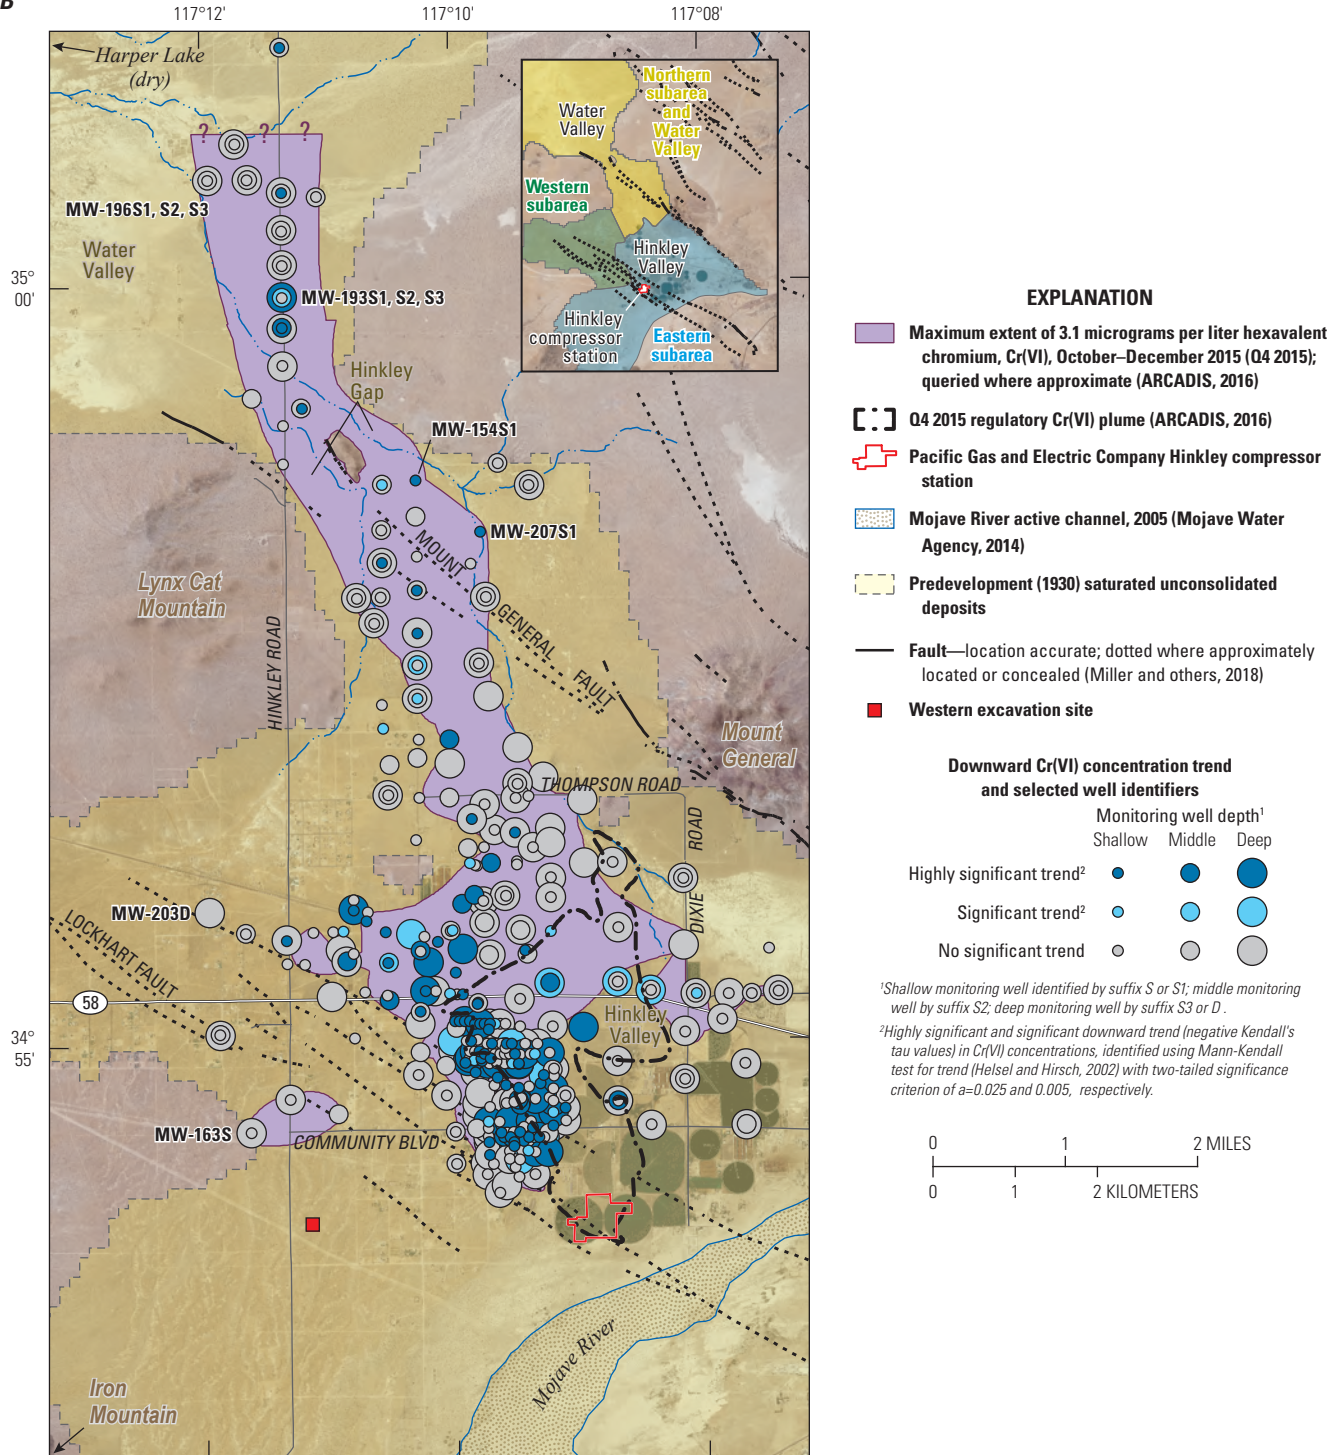 B
117°12'
117°10'
117°08'
Harper Lake
(dry)
? ? ?
MW-196S1, S2, S3
Water
Valley
35°
00'
MW-193S1, S2, S3
Hinkley
Gap
MW-154S1
MW-207S1
MOUNT GENERAL FAULT
Lynx Cat
Mountain
HINKLEY ROAD
Mount
General
THOMPSON ROAD
DIXIE ROAD
MW-203D
LOCKHART FAULT
58
Hinkley
Valley
34°
55'
MW-163S
COMMUNITY BLVD
Mojave River
Iron
Mountain
Northern
subarea
and
Water
Valley
Water
Valley
Western
subarea
Hinkley
Valley
Hinkley
compressor
station
Eastern
subarea
EXPLANATION
Maximum extent of 3.1 micrograms per liter hexavalent
chromium, Cr(VI), October–December 2015 (Q4 2015);
queried where approximate (ARCADIS, 2016)
Q4 2015 regulatory Cr(VI) plume (ARCADIS, 2016)
Pacific Gas and Electric Company Hinkley compressor
station
Mojave River active channel, 2005 (Mojave Water
Agency, 2014)
Predevelopment (1930) saturated unconsolidated
deposits
Fault—location accurate; dotted where approximately
located or concealed (Miller and others, 2018)
Western excavation site
Downward Cr(VI) concentration trend
and selected well identifiers
Monitoring well depth¹
Shallow Middle Deep
Highly significant trend²
Significant trend²
No significant trend
¹Shallow monitoring well identified by suffix S or S1; middle monitoring
well by suffix S2; deep monitoring well by suffix S3 or D .
²Highly significant and significant downward trend (negative Kendall's
tau values) in Cr(VI) concentrations, identified using Mann-Kendall
test for trend (Helsel and Hirsch, 2002) with two-tailed significance
criterion of a=0.025 and 0.005, respectively.
0 1 2 MILES
0 1 2 KILOMETERS